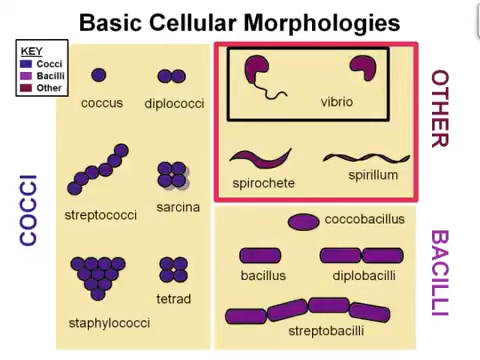 Basic Cellular Morphologies
KEY
Cocci
Bacilli
Other
COCCI
coccus
diplococci
streptococci
sarcina
staphylococci
tetrad
OTHER
vibrio
spirochete
spirillum
BACILLI
coccobacillus
bacillus
diplobacilli
streptobacilli